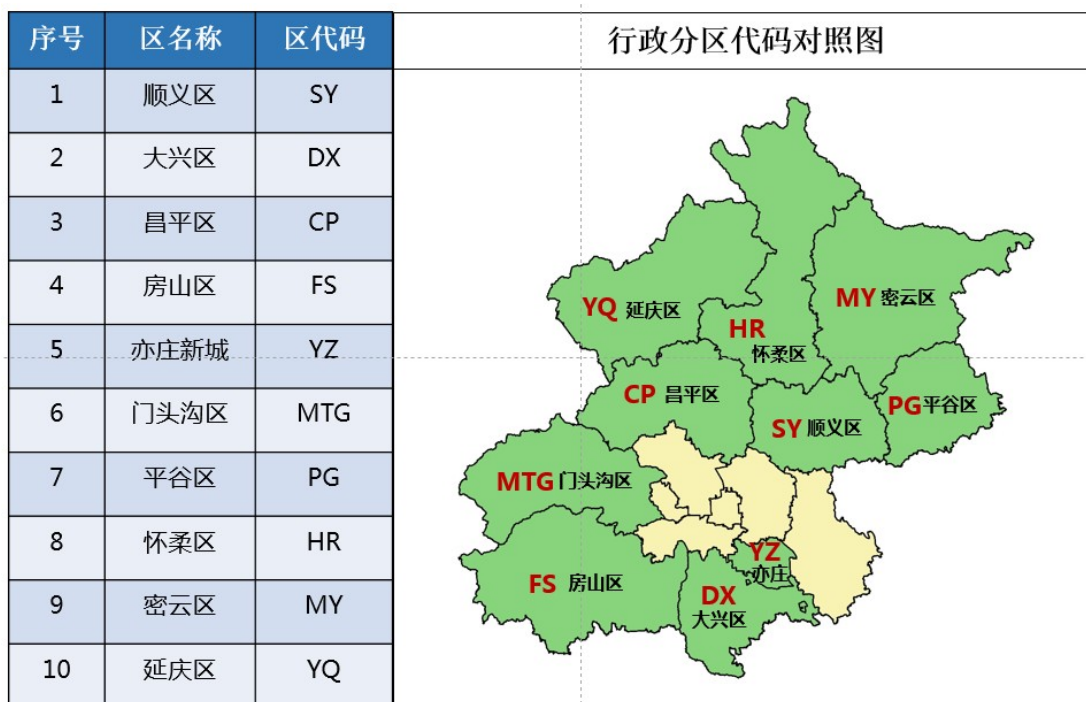 序号 区名称 区代码
1 顺义区 SY
2 大兴区 DX
3 昌平区 CP
4 房山区 FS
5 亦庄新城 YZ
6 门头沟区 MTG
7 平谷区 PG
8 怀柔区 HR
9 密云区 MY
10 延庆区 YQ
行政分区代码对照图
MY 密云区
YQ 延庆区
HR
怀柔区
CP 昌平区
PG 平谷区
SY 顺义区
MTG 门头沟区
YZ
亦庄
FS 房山区
DX
大兴区